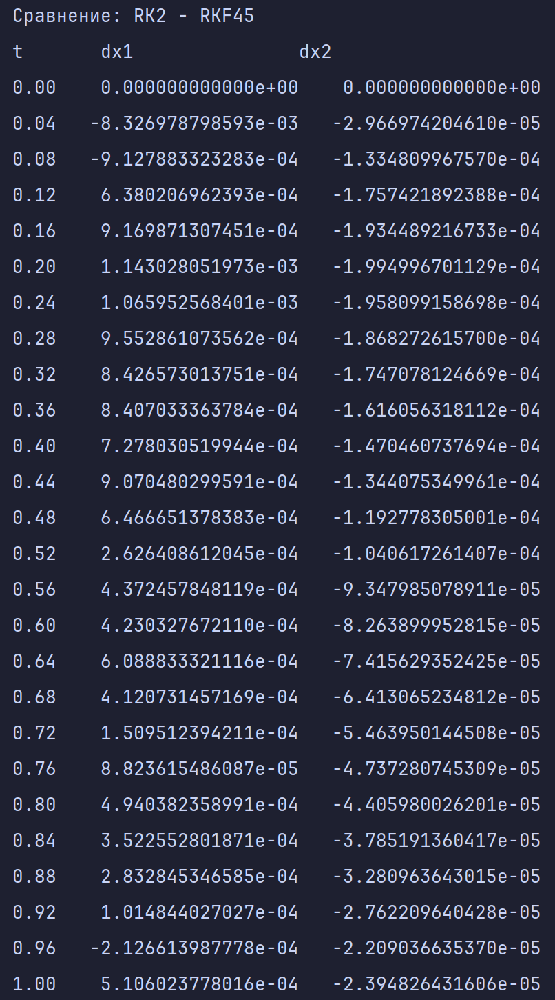 Сравнение: RK2 - RKF45
t dx1 dx2
0.00 0.000000000000e+00 0.000000000000e+00
0.04 -8.326978798593e-03 -2.966974204610e-05
0.08 -9.127883323283e-04 -1.334809967570e-04
0.12 6.380206962393e-04 -1.757421892388e-04
0.16 9.169871307451e-04 -1.934489216733e-04
0.20 1.143028051973e-03 -1.994996701129e-04
0.24 1.065952568401e-03 -1.958099158698e-04
0.28 9.552861073562e-04 -1.868272615700e-04
0.32 8.426573013751e-04 -1.747078124669e-04
0.36 8.407033363784e-04 -1.616056318112e-04
0.40 7.278030519944e-04 -1.470460737694e-04
0.44 9.070480299591e-04 -1.344075349961e-04
0.48 6.466651378383e-04 -1.192778305001e-04
0.52 2.626408612045e-04 -1.040617261407e-04
0.56 4.372457848119e-04 -9.347985078911e-05
0.60 4.230327672110e-04 -8.263899952815e-05
0.64 6.088833321116e-04 -7.415629352425e-05
0.68 4.120731457169e-04 -6.413065234812e-05
0.72 1.509512394211e-04 -5.463950144508e-05
0.76 8.823615486087e-05 -4.737280745309e-05
0.80 4.940382358991e-04 -4.405980026201e-05
0.84 3.522552801871e-04 -3.785191360417e-05
0.88 2.832845346585e-04 -3.280963643015e-05
0.92 1.014844027027e-04 -2.762209640428e-05
0.96 -2.126613987778e-04 -2.209036635370e-05
1.00 5.106023778016e-04 -2.394826431606e-05